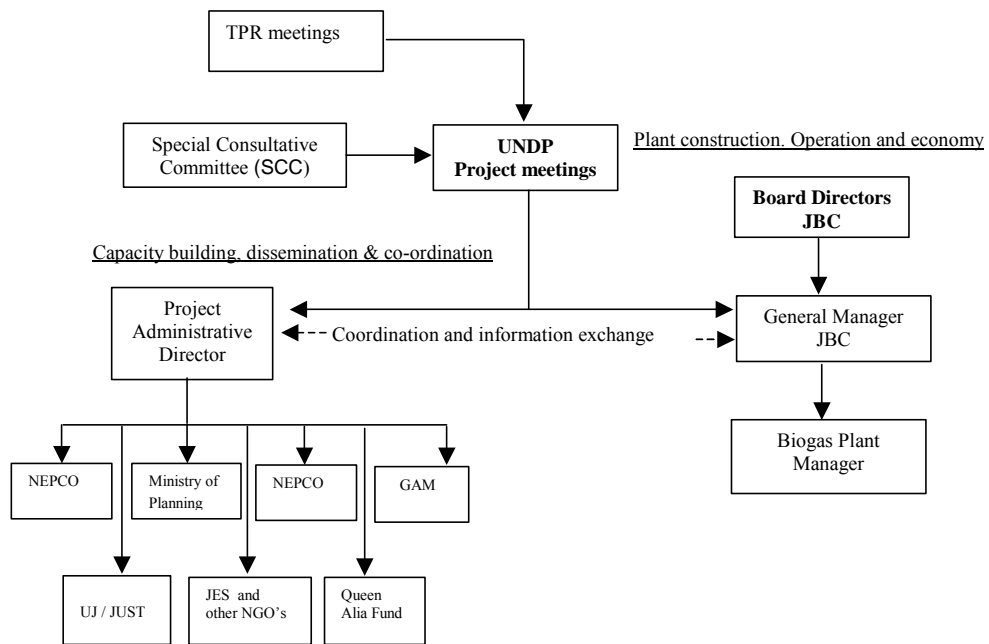 TPR meetings
Special Consultative
Committee (SCC)
UNDP
Project meetings
Plant construction. Operation and economy
Board Directors
JBC
Capacity building, dissemination & co-ordination
Project
Administrative
Director
Coordination and information exchange
General Manager
JBC
Biogas Plant
Manager
NEPCO
Ministry of
Planning
NEPCO
GAM
UJ / JUST
JES and
other NGO's
Queen
Alia Fund